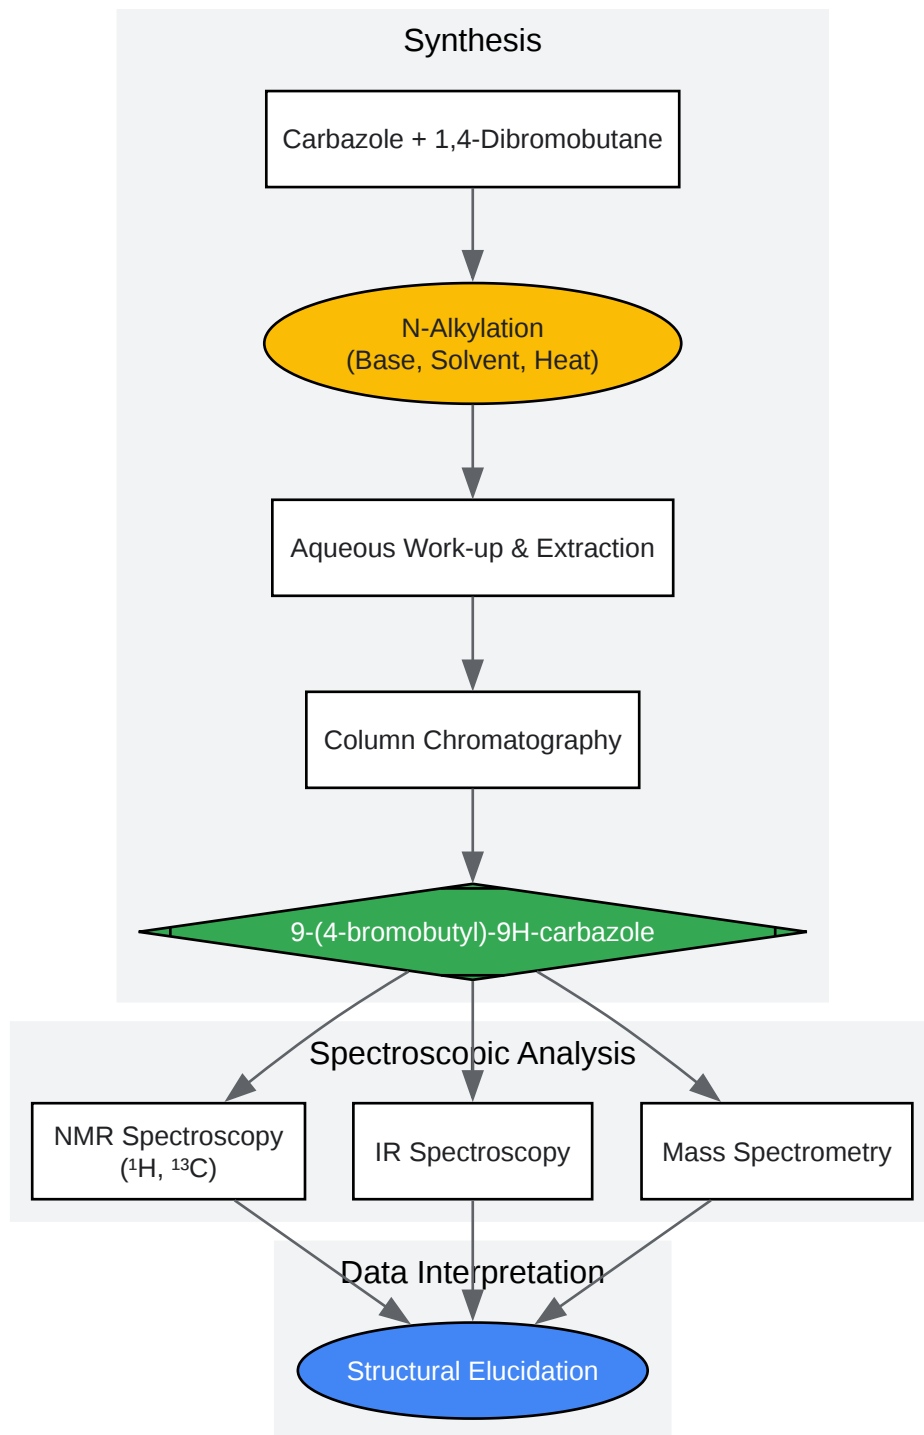 Synthesis
Carbazole + 1,4-Dibromobutane
N-Alkylation
(Base, Solvent, Heat)
Aqueous Work-up & Extraction
Column Chromatography
9-(4-bromobutyl)-9H-carbazole
Spectroscopic Analysis
NMR Spectroscopy
(¹H, ¹³C)
IR Spectroscopy
Mass Spectrometry
Data Interpretation
Structural Elucidation